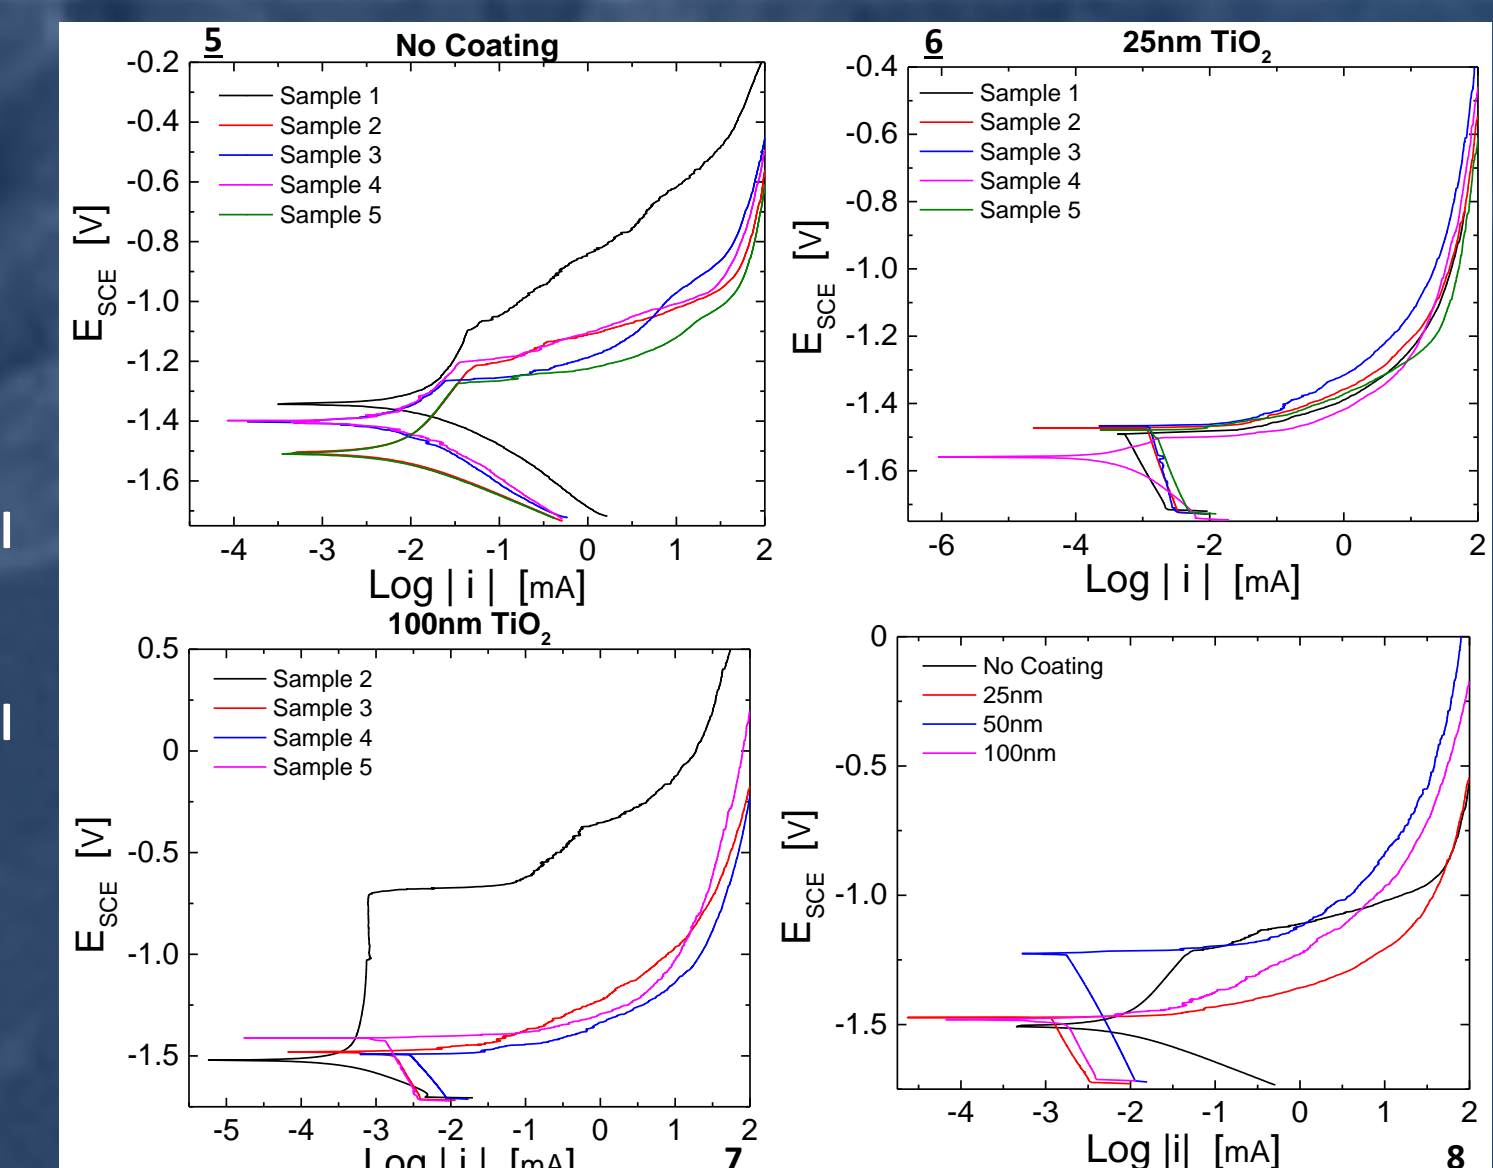 5
No Coating
-0.2
-0.4
-0.6
-0.8
-1.0
-1.2
-1.4
-1.6
E_SCE [V]
Sample 1
Sample 2
Sample 3
Sample 4
Sample 5
-4 -3 -2 -1 0 1 2
Log | i | [mA]
6
25nm TiO₂
-0.4
-0.6
-0.8
-1.0
-1.2
-1.4
-1.6
E_SCE [V]
Sample 1
Sample 2
Sample 3
Sample 4
Sample 5
-6 -4 -2 0 2
Log | i | [mA]
100nm TiO₂
0.5
0
-0.5
-1.0
-1.5
E_SCE [V]
Sample 2
Sample 3
Sample 4
Sample 5
-5 -4 -3 -2 -1 0 1 2
Log | i | [mA]
7
0
-0.5
-1.0
-1.5
E_SCE [V]
No Coating
25nm
50nm
100nm
-4 -3 -2 -1 0 1 2
Log |i| [mA]
8